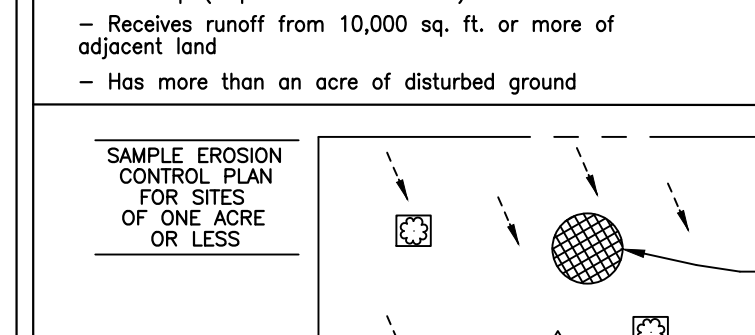 – Receives runoff from 10,000 sq. ft. or more of
adjacent land
– Has more than an acre of disturbed ground
SAMPLE EROSION
CONTROL PLAN
FOR SITES
OF ONE ACRE
OR LESS